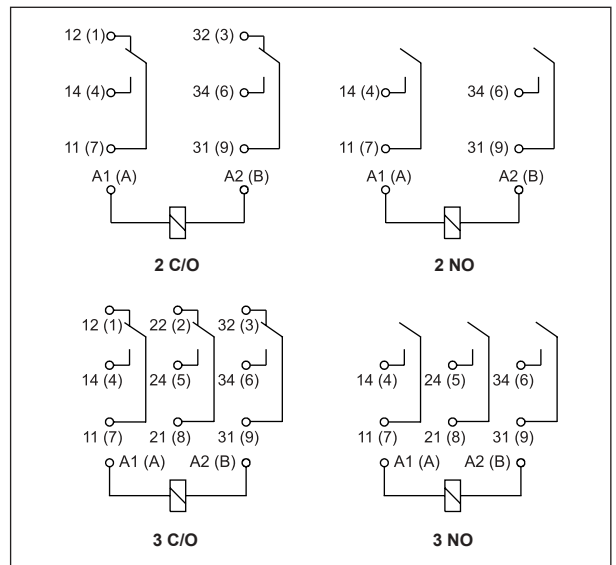 12 (1) 32 (3)
14 (4) 34 (6) 14 (4) 34 (6)
11 (7) 31 (9) 11 (7) 31 (9)
A1 (A) A2 (B) A1 (A) A2 (B)
2 C/O 2 NO
12 (1) 22 (2) 32 (3)
14 (4) 24 (5) 34 (6) 14 (4) 24 (5) 34 (6)
11 (7) 21 (8) 31 (9) 11 (7) 21 (8) 31 (9)
A1 (A) A2 (B) A1 (A) A2 (B)
3 C/O 3 NO